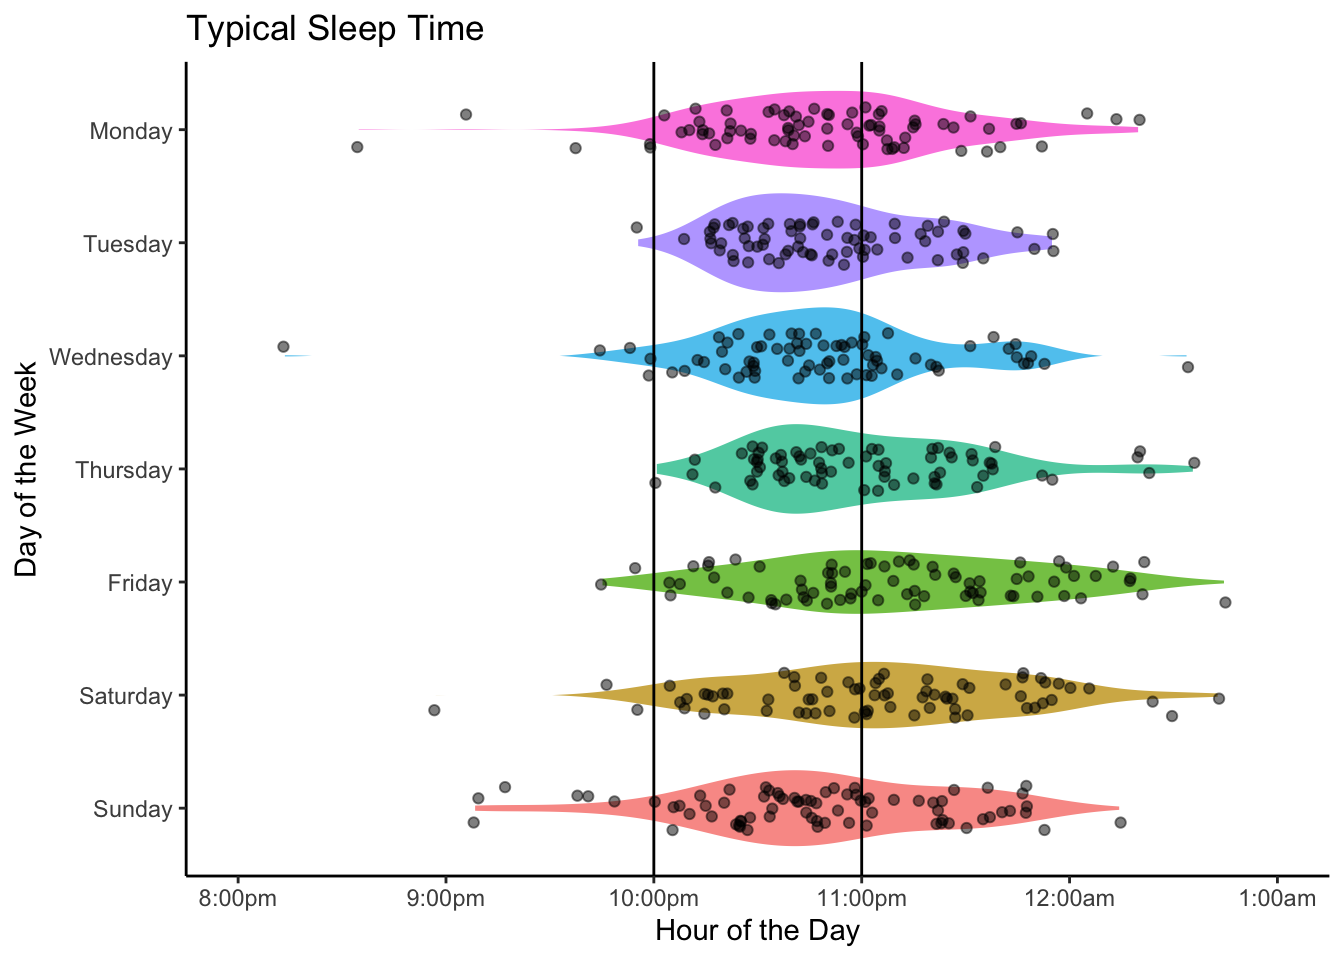 Typical Sleep Time
Day of the Week
Monday
Tuesday
Wednesday
Thursday
Friday
Saturday
Sunday
8:00pm 9:00pm 10:00pm 11:00pm 12:00am 1:00am
Hour of the Day